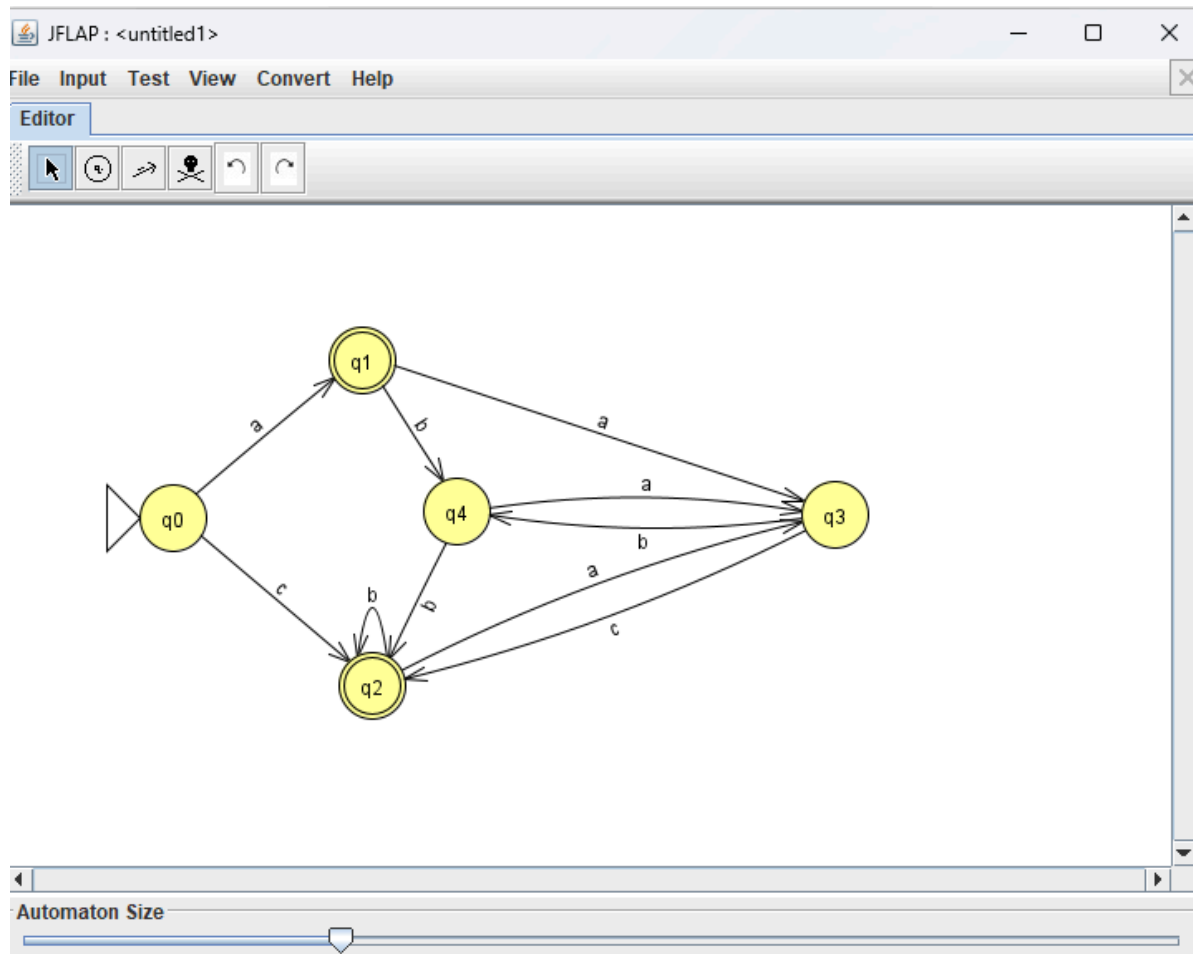 JFLAP : <untitled1>
File Input Test View Convert Help
Editor
q1
a
b
a
q0
q4
a
q3
b
a
c
b
b
c
q2
Automaton Size